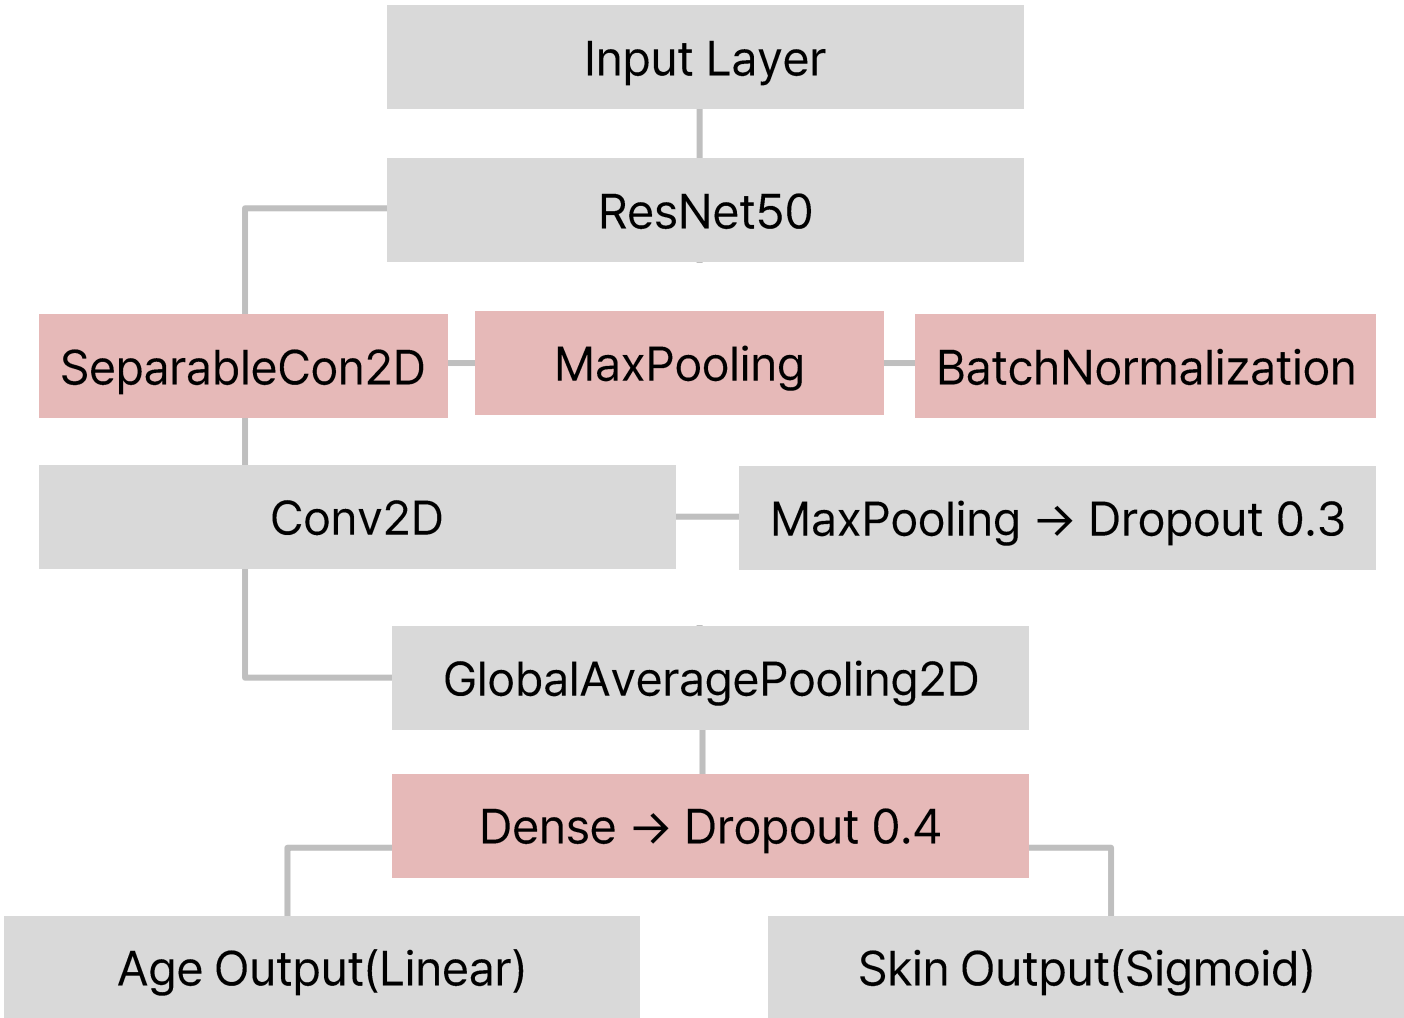 Input Layer
ResNet50
SeparableCon2D
MaxPooling
BatchNormalization
Conv2D
MaxPooling → Dropout 0.3
GlobalAveragePooling2D
Dense → Dropout 0.4
Age Output(Linear)
Skin Output(Sigmoid)